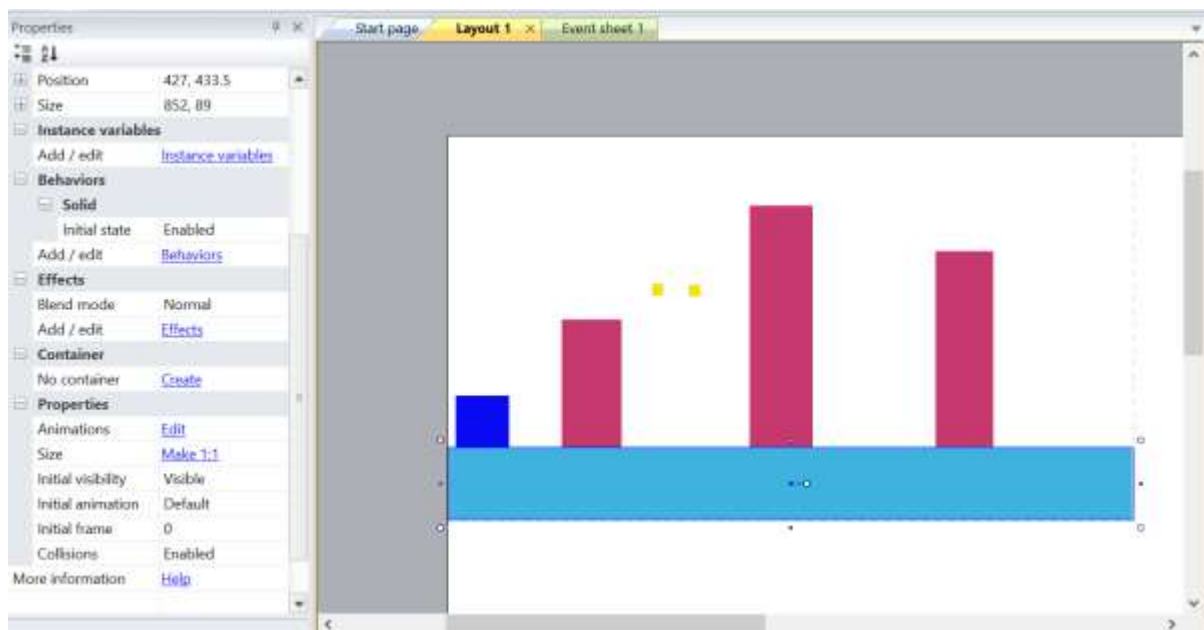 Properties
Start page Layout 1 × Event sheet 1
Position 427, 433.5
Size 852, 89
Instance variables
Add / edit Instance variables
Behaviors
Solid
Initial state Enabled
Add / edit Behaviors
Effects
Blend mode Normal
Add / edit Effects
Container
No container Create
Properties
Animations Edit
Size Make 1:1
Initial visibility Visible
Initial animation Default
Initial frame 0
Collisions Enabled
More information Help